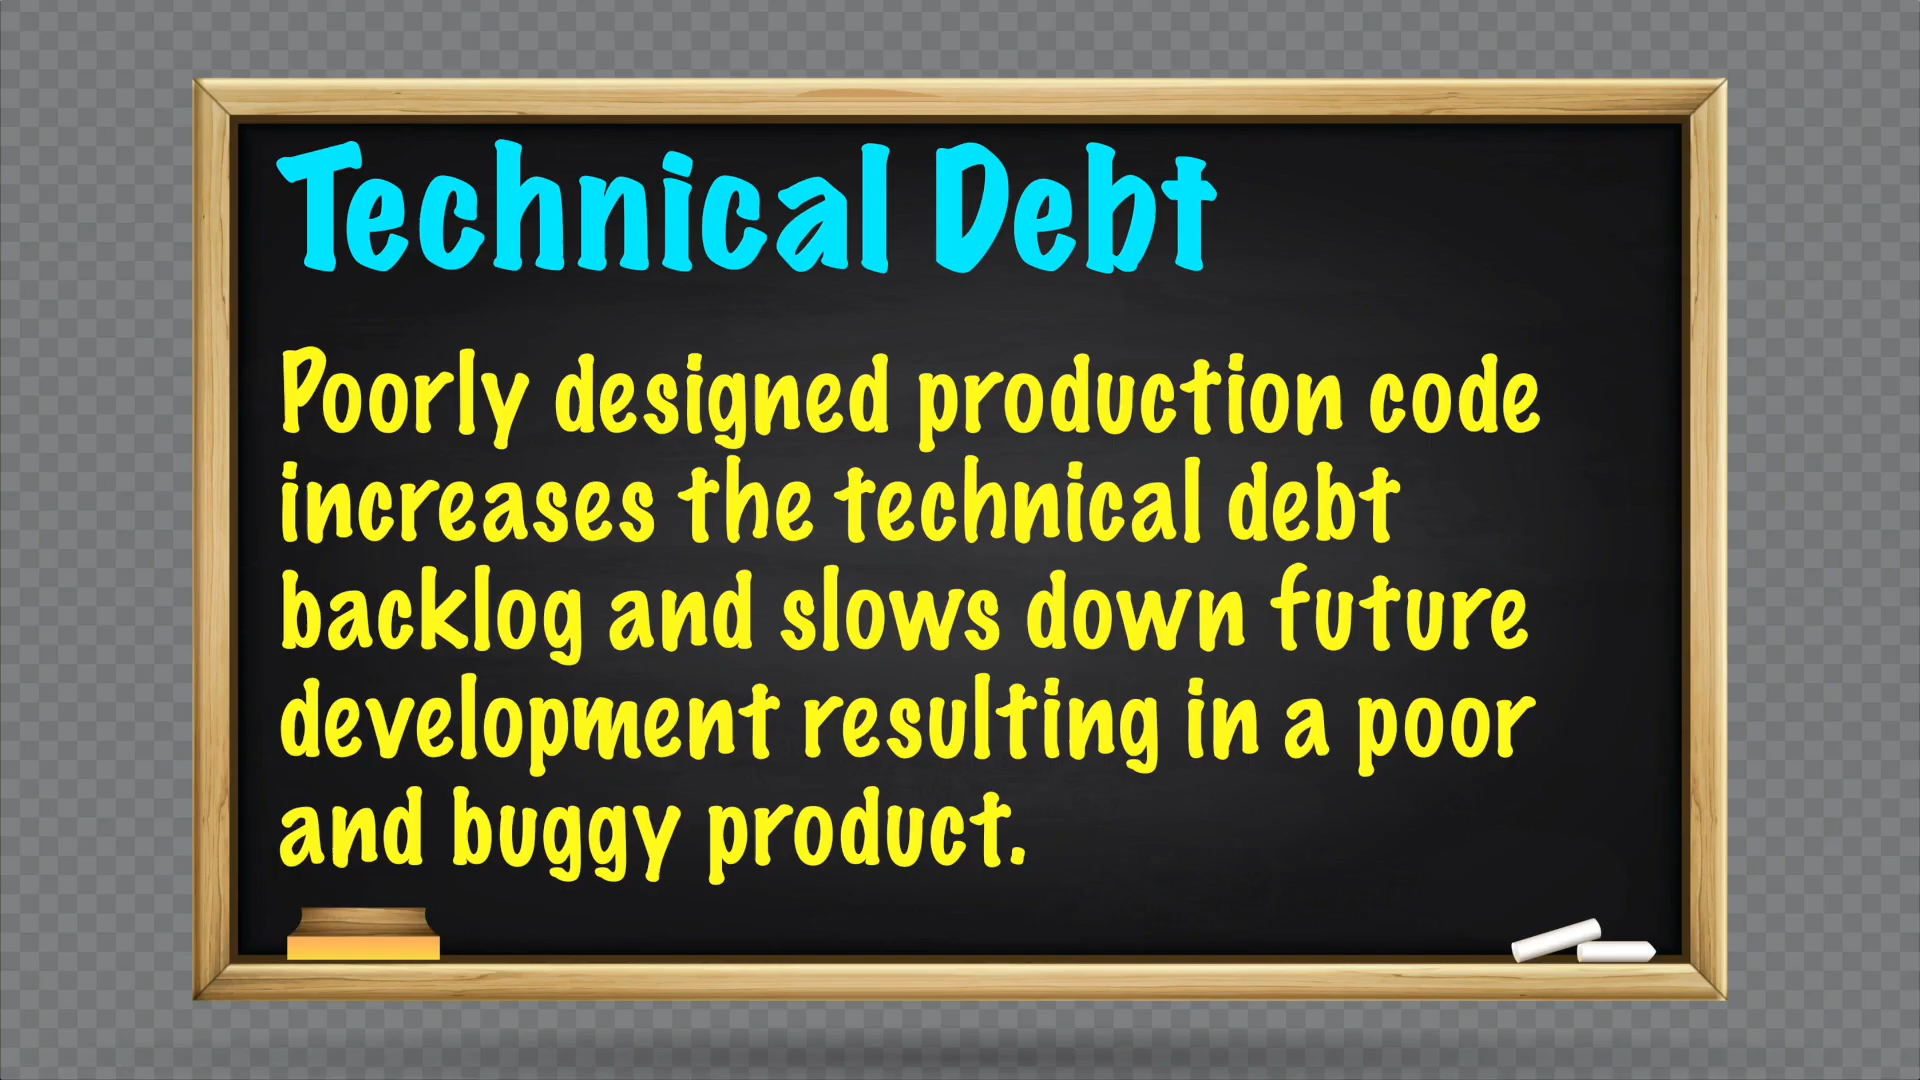 Technical Debt
Poorly designed production code
increases the technical debt
backlog and slows down future
development resulting in a poor
and buggy product.